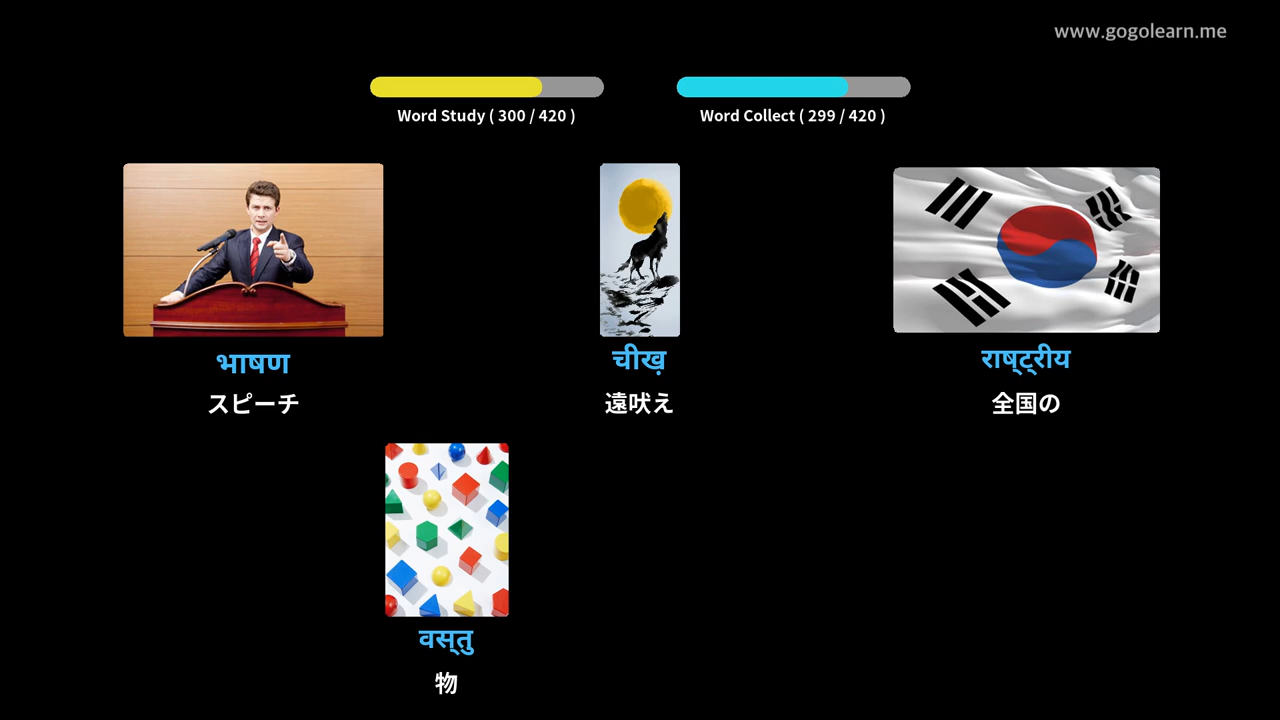 www.gogolearn.me
Word Study ( 300 / 420 )
Word Collect ( 299 / 420 )
भाषण
चीख़
राष्ट्रीय
スピーチ
遠吠え
全国の
वस्तु
物